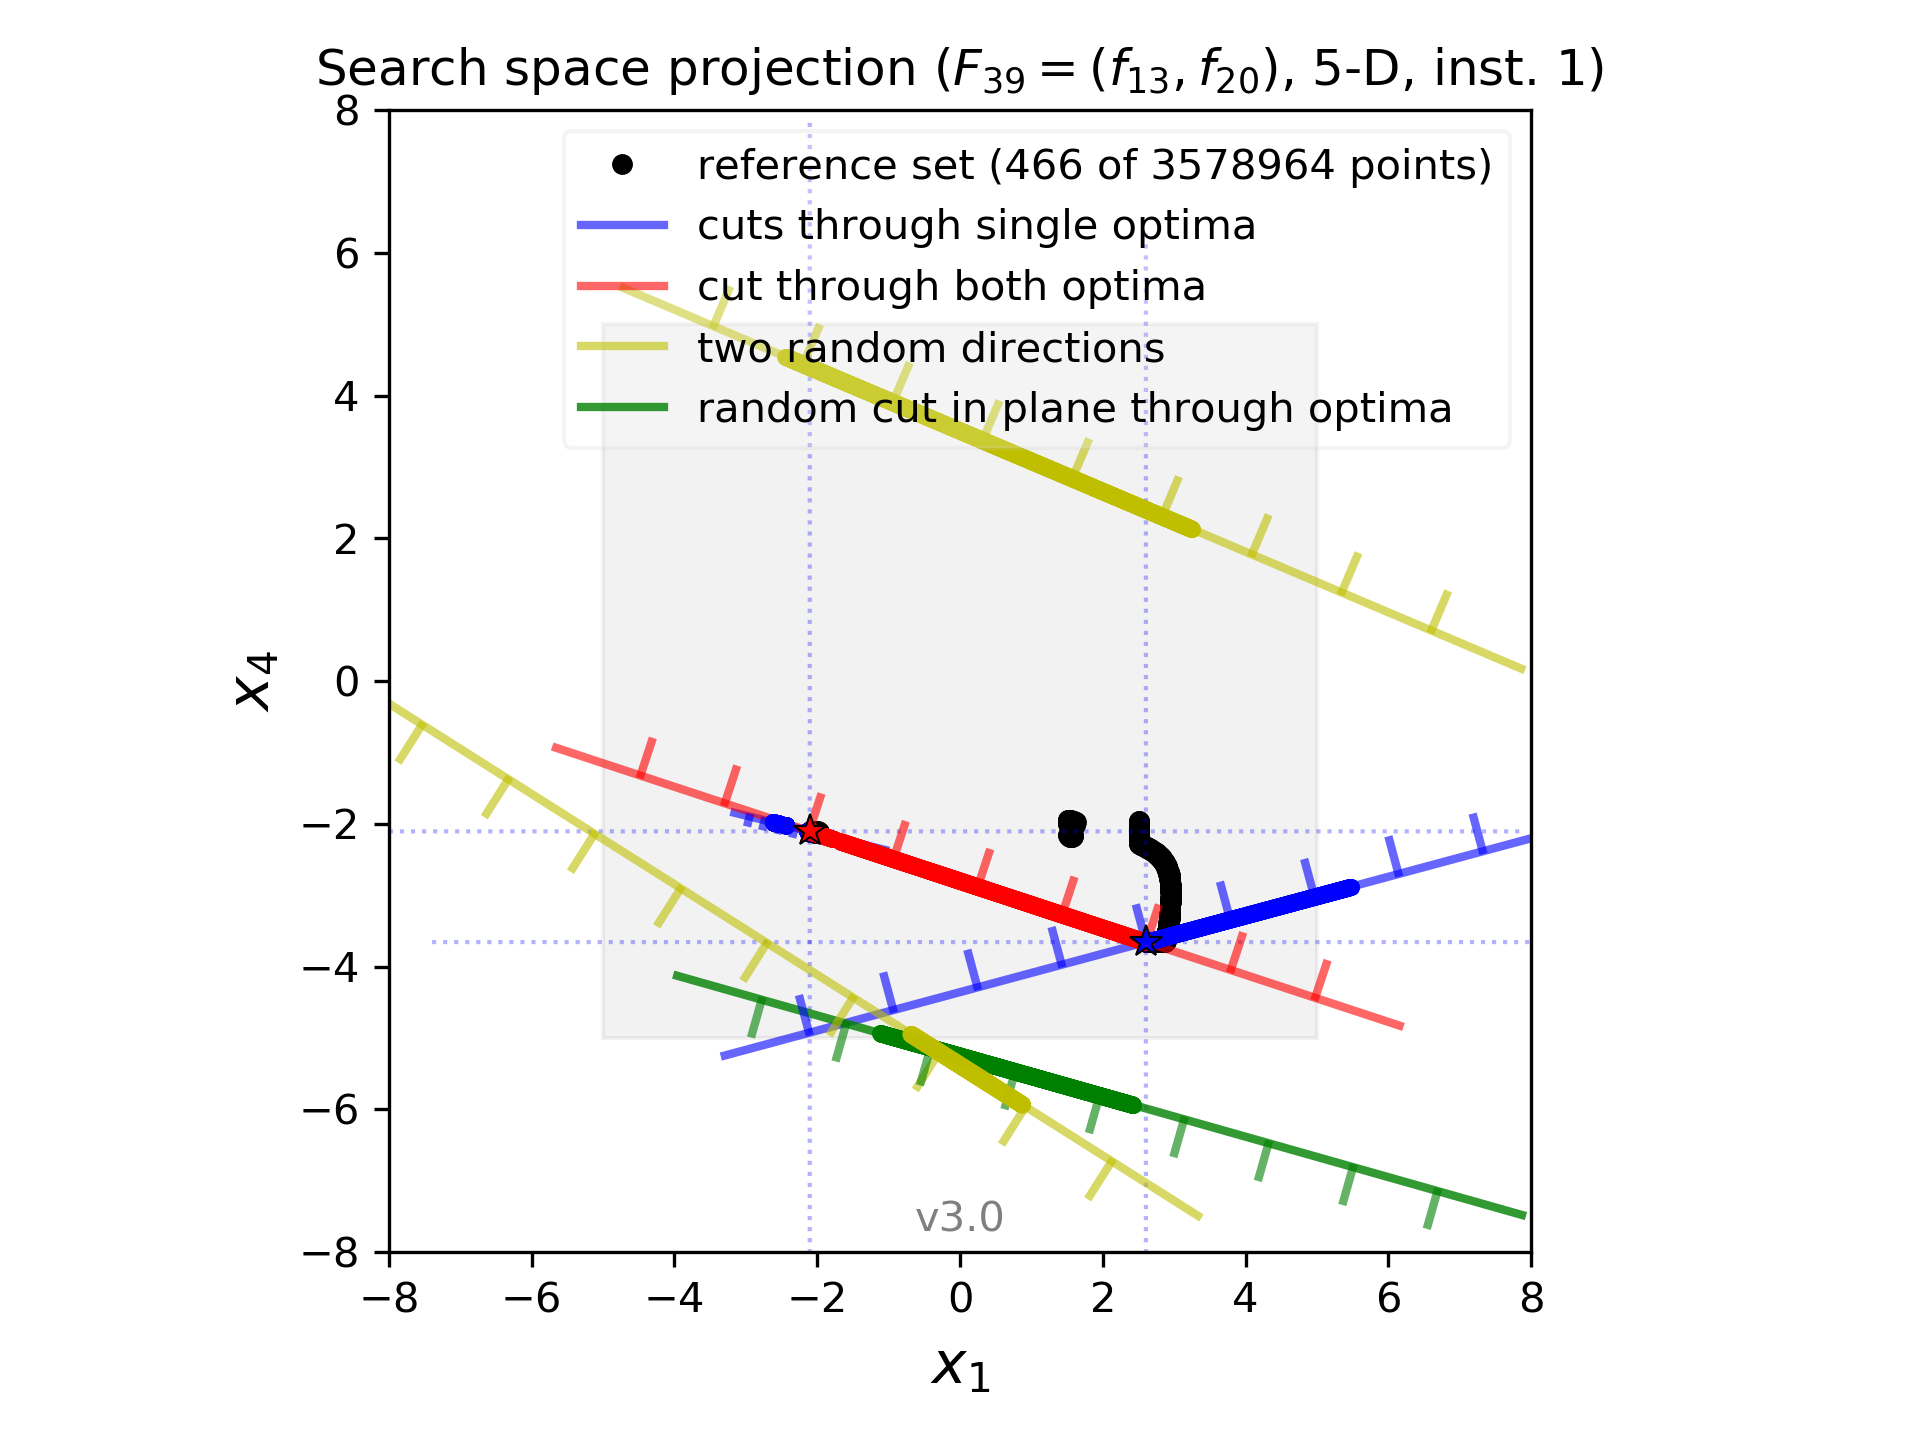 Search space projection (F39 = (f13, f20), 5-D, inst. 1)
8
reference set (466 of 3578964 points)
cuts through single optima
6
cut through both optima
two random directions
4
random cut in plane through optima
2
x4
0
−2
−4
−6
v3.0
−8
−8 −6 −4 −2 0 2 4 6 8
x1